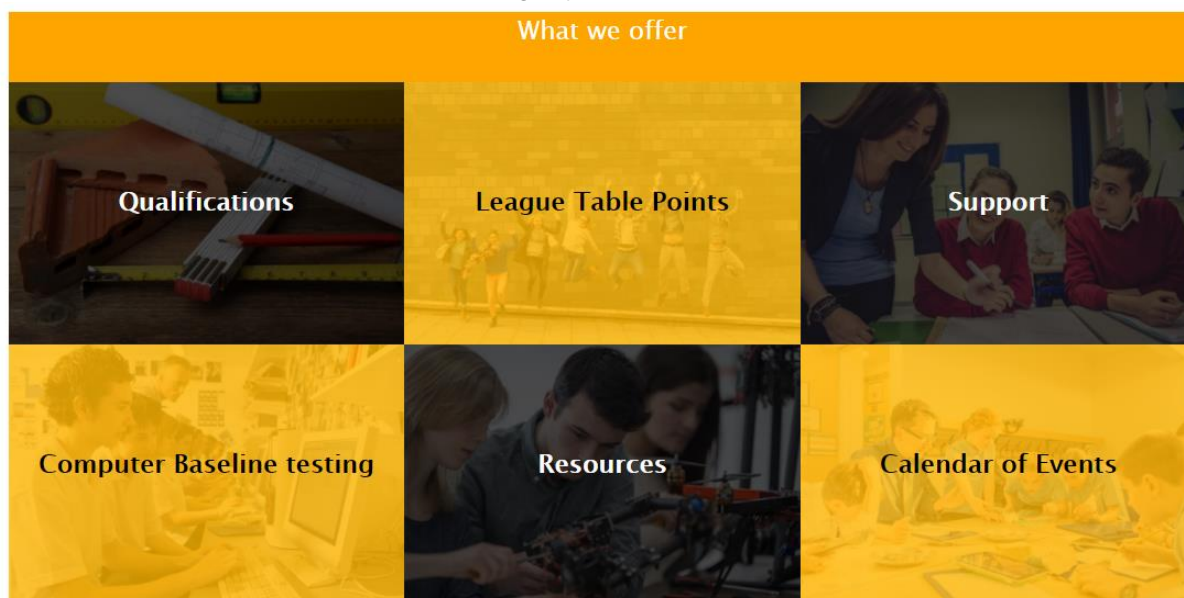 What we offer
Qualifications
League Table Points
Support
Computer Baseline testing
Resources
Calendar of Events